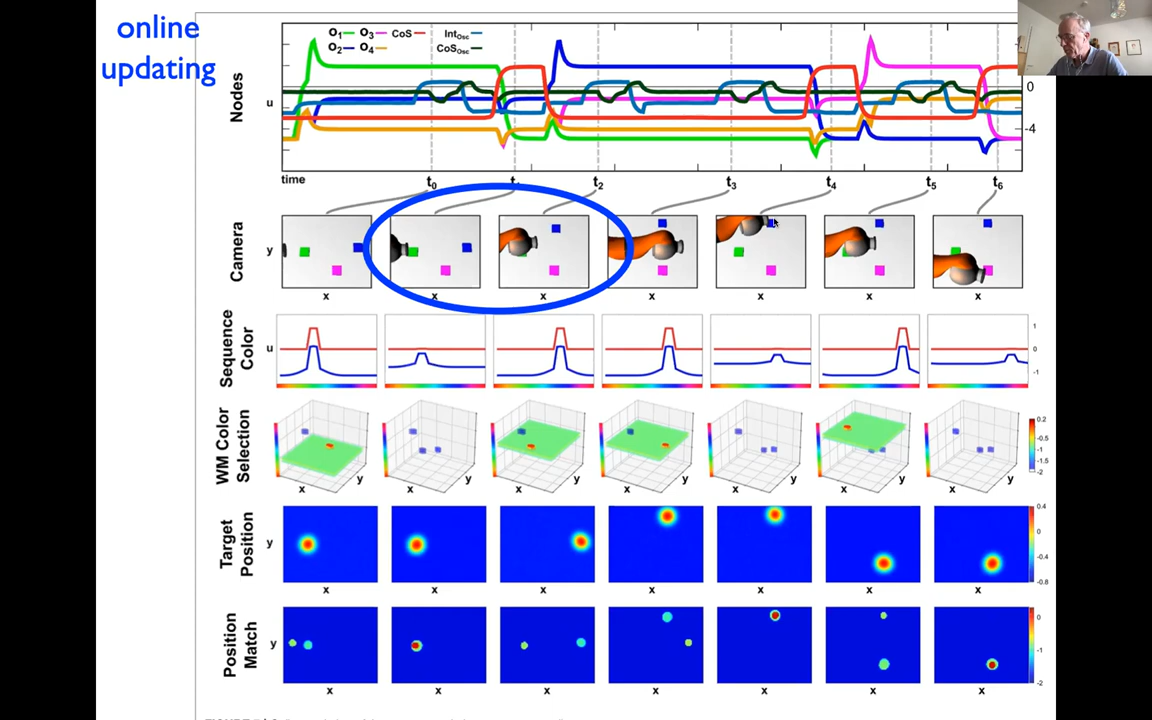 online
updating
O1 O3 CoS IntOsc
O2 O4 CoSOsc
Nodes
u
0
-4
time
t0 t1 t2 t3 t4 t5 t6
Camera
y
x x x x x x x
Sequence
Color
u
1
0
-1
WM Color
Selection
0.2
-0.5
-1
-1.5
-2
y y y y y y y
x x x x x x x
Target
Position
y
0.4
0
-0.4
-0.8
x x x x x x x
Position
Match
y
0
-1
-2
x x x x x x x